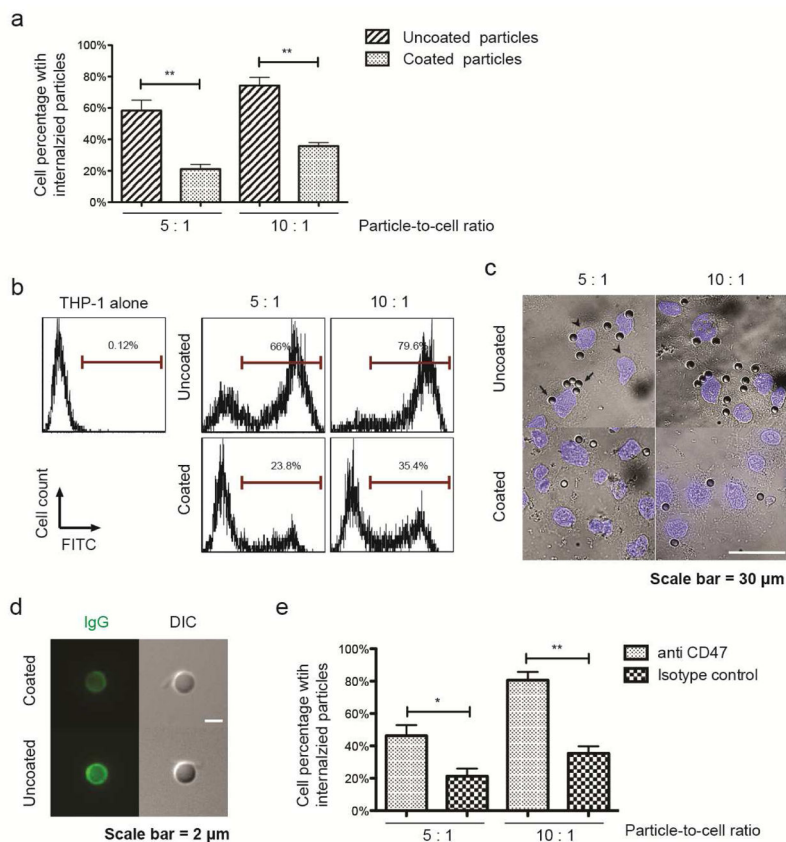 a
100%
80%
60%
40%
20%
0%
Cell percentage wtih
internalzied particles
** **
Uncoated particles
Coated particles
5 : 1 10 : 1 Particle-to-cell ratio
b
THP-1 alone 5 : 1 10 : 1
0.12%
Uncoated
66% 79.6%
Coated
23.8% 35.4%
Cell count
FITC
c
5 : 1 10 : 1
Uncoated
Coated
Scale bar = 30 µm
d
IgG DIC
Coated
Uncoated
Scale bar = 2 µm
e
100%
80%
60%
40%
20%
0%
Cell percentage wtih
internalzied particles
* **
anti CD47
Isotype control
5 : 1 10 : 1 Particle-to-cell ratio